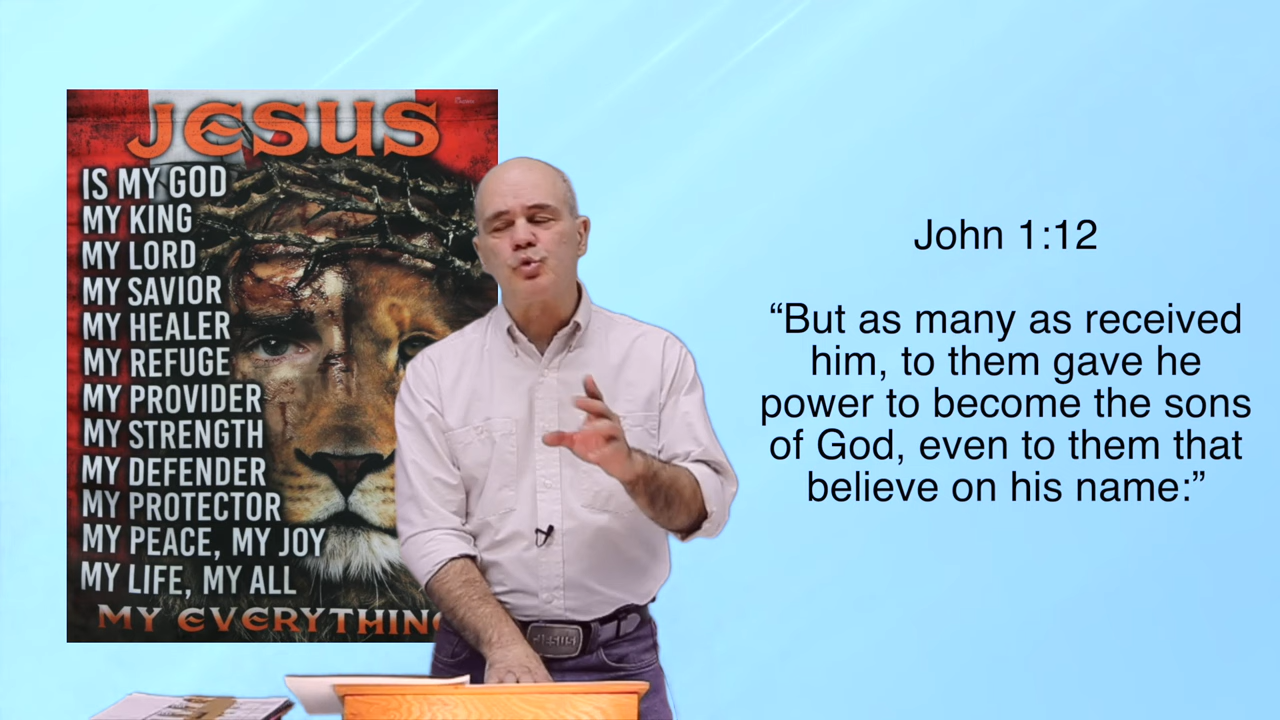 JESUS
IS MY GOD
MY KING
MY LORD
MY SAVIOR
MY HEALER
MY REFUGE
MY PROVIDER
MY STRENGTH
MY DEFENDER
MY PROTECTOR
MY PEACE, MY JOY
MY LIFE, MY ALL
MY EVERYTHIN
JESUS
John 1:12
“But as many as received
him, to them gave he
power to become the sons
of God, even to them that
believe on his name:”